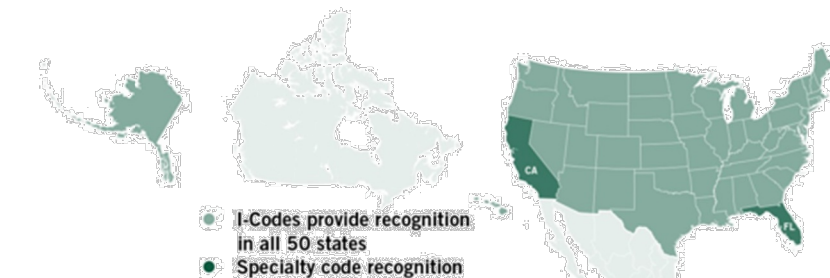 CA
FL
I-Codes provide recognition
in all 50 states
Specialty code recognition